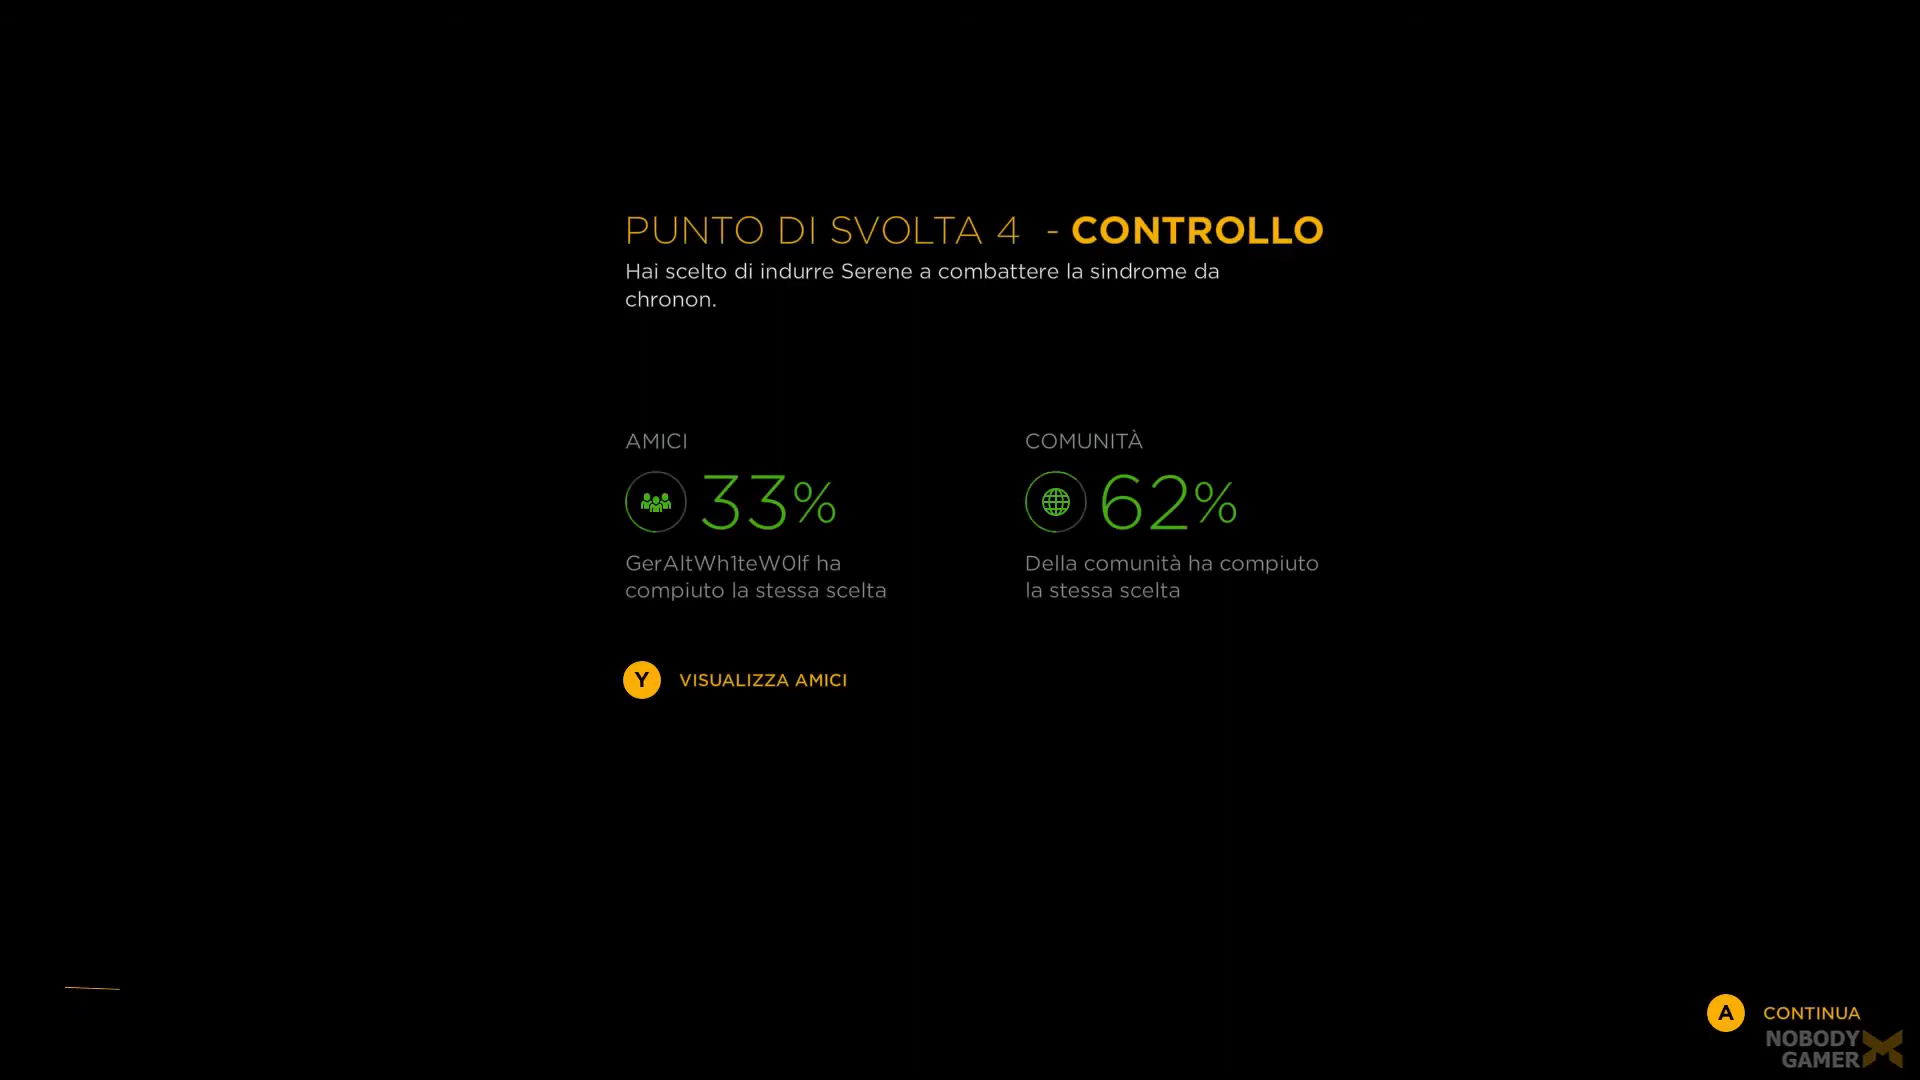 PUNTO DI SVOLTA 4 - CONTROLLO
Hai scelto di indurre Serene a combattere la sindrome da
chronon.
AMICI
33%
GerAltWh1teW0lf ha
compiuto la stessa scelta
COMUNITÀ
62%
Della comunità ha compiuto
la stessa scelta
Y VISUALIZZA AMICI
A CONTINUA
NOBODY
GAMER